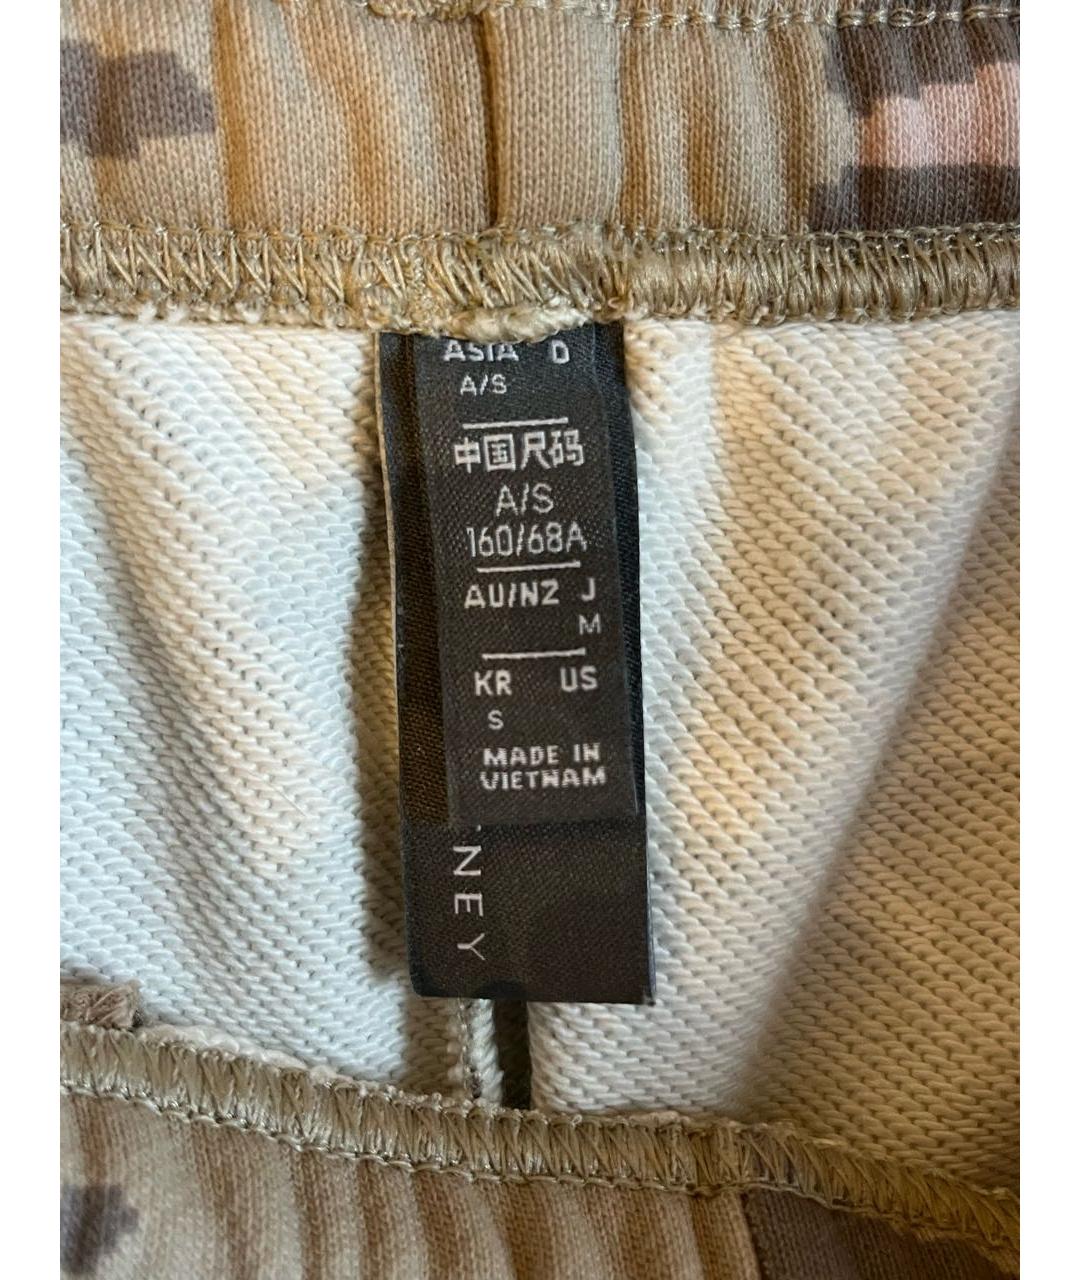 ASIA D
A/S
中国尺码
A/S
160/68A
AU/NZ J
M
KR US
S
MADE IN
VIETNAM
NEY